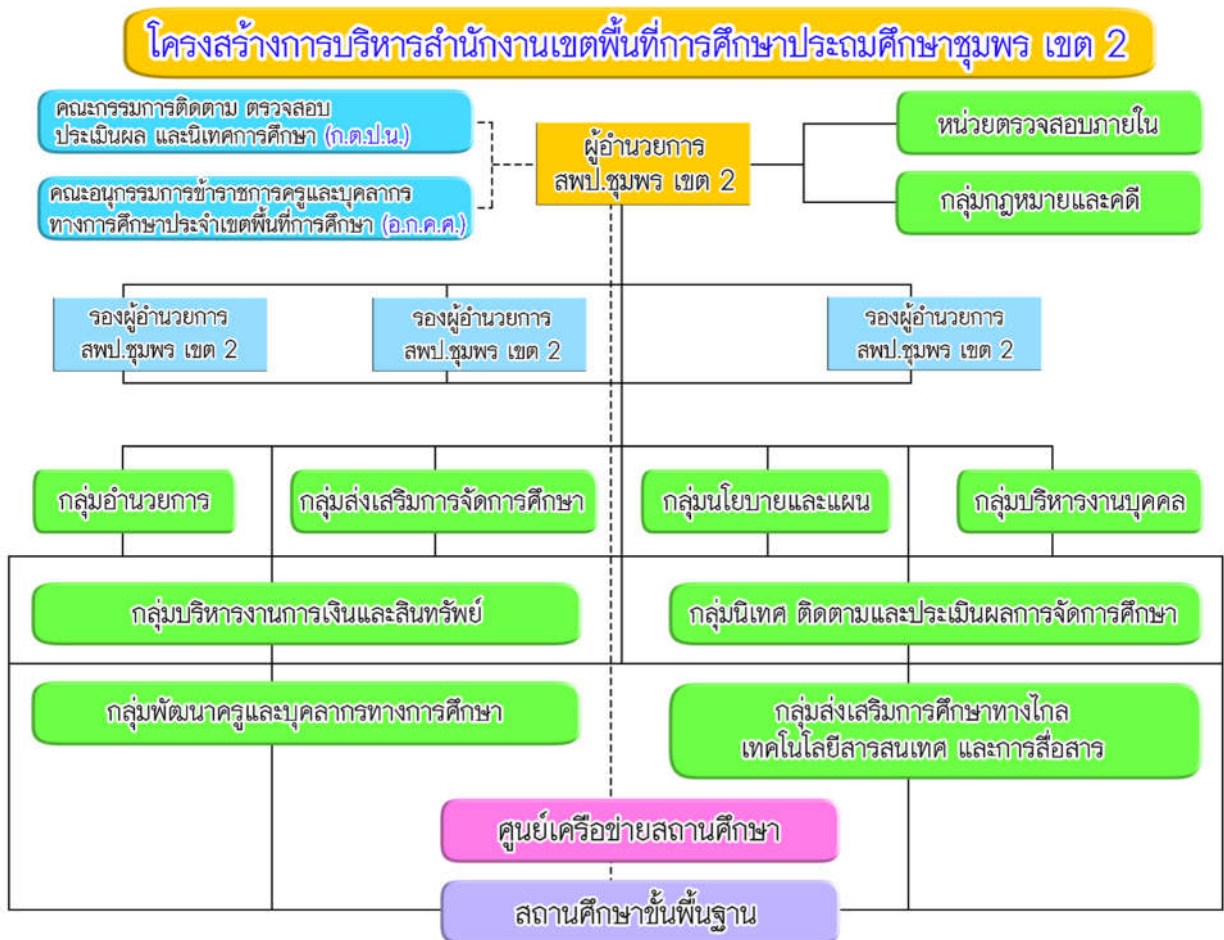 โครงสร้างการบริหารสำนักงานเขตพื้นที่การศึกษาประถมศึกษาชุมพร เขต 2
คณะกรรมการติดตาม ตรวจสอบ
ประเมินผล และนิเทศการศึกษา (ก.ต.ป.น.)
คณะอนุกรรมการข้าราชการครูและบุคลากร
ทางการศึกษาประจำเขตพื้นที่การศึกษา (อ.ก.ค.ศ.)
ผู้อำนวยการ
สพป.ชุมพร เขต 2
หน่วยตรวจสอบภายใน
กลุ่มกฎหมายและคดี
รองผู้อำนวยการ
สพป.ชุมพร เขต 2
รองผู้อำนวยการ
สพป.ชุมพร เขต 2
รองผู้อำนวยการ
สพป.ชุมพร เขต 2
กลุ่มอำนวยการ
กลุ่มส่งเสริมการจัดการศึกษา
กลุ่มนโยบายและแผน
กลุ่มบริหารงานบุคคล
กลุ่มบริหารงานการเงินและสินทรัพย์
กลุ่มนิเทศ ติดตามและประเมินผลการจัดการศึกษา
กลุ่มพัฒนาครูและบุคลากรทางการศึกษา
กลุ่มส่งเสริมการศึกษาทางไกล
เทคโนโลยีสารสนเทศ และการสื่อสาร
ศูนย์เครือข่ายสถานศึกษา
สถานศึกษาขั้นพื้นฐาน